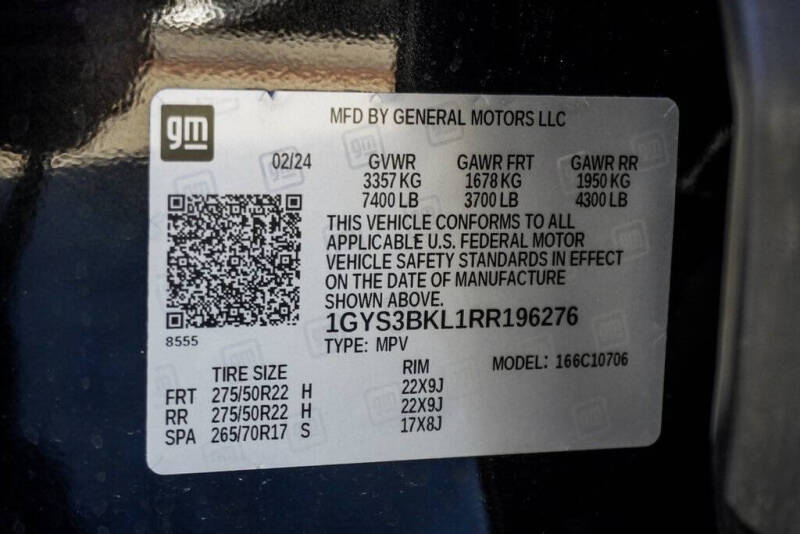 gm
MFD BY GENERAL MOTORS LLC
02/24 GVWR GAWR FRT GAWR RR
3357 KG 1678 KG 1950 KG
7400 LB 3700 LB 4300 LB
THIS VEHICLE CONFORMS TO ALL
APPLICABLE U.S. FEDERAL MOTOR
VEHICLE SAFETY STANDARDS IN EFFECT
ON THE DATE OF MANUFACTURE
SHOWN ABOVE.
1GYS3BKL1RR196276
8555
TYPE: MPV
MODEL: 166C10706
TIRE SIZE RIM
FRT 275/50R22 H 22X9J
RR 275/50R22 H 22X9J
SPA 265/70R17 S 17X8J